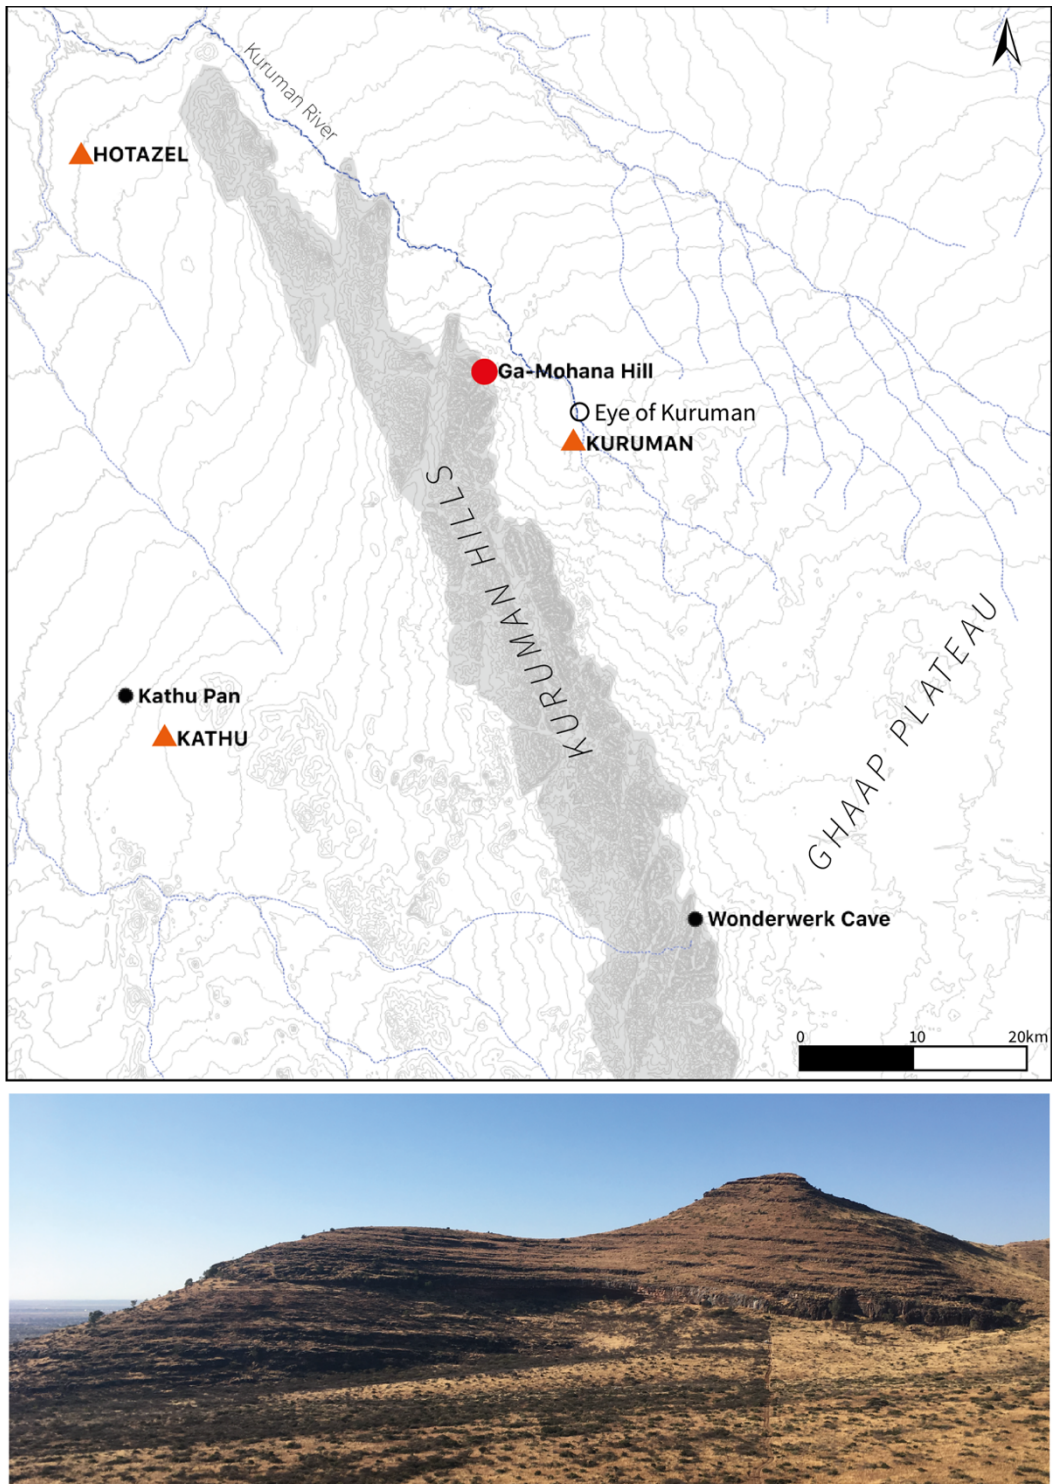 Kuruman River
HOTAZEL
Ga-Mohana Hill
Eye of Kuruman
KURUMAN
KURUMAN HILLS
GHAAP PLATEAU
Kathu Pan
KATHU
Wonderwerk Cave
0 10 20km